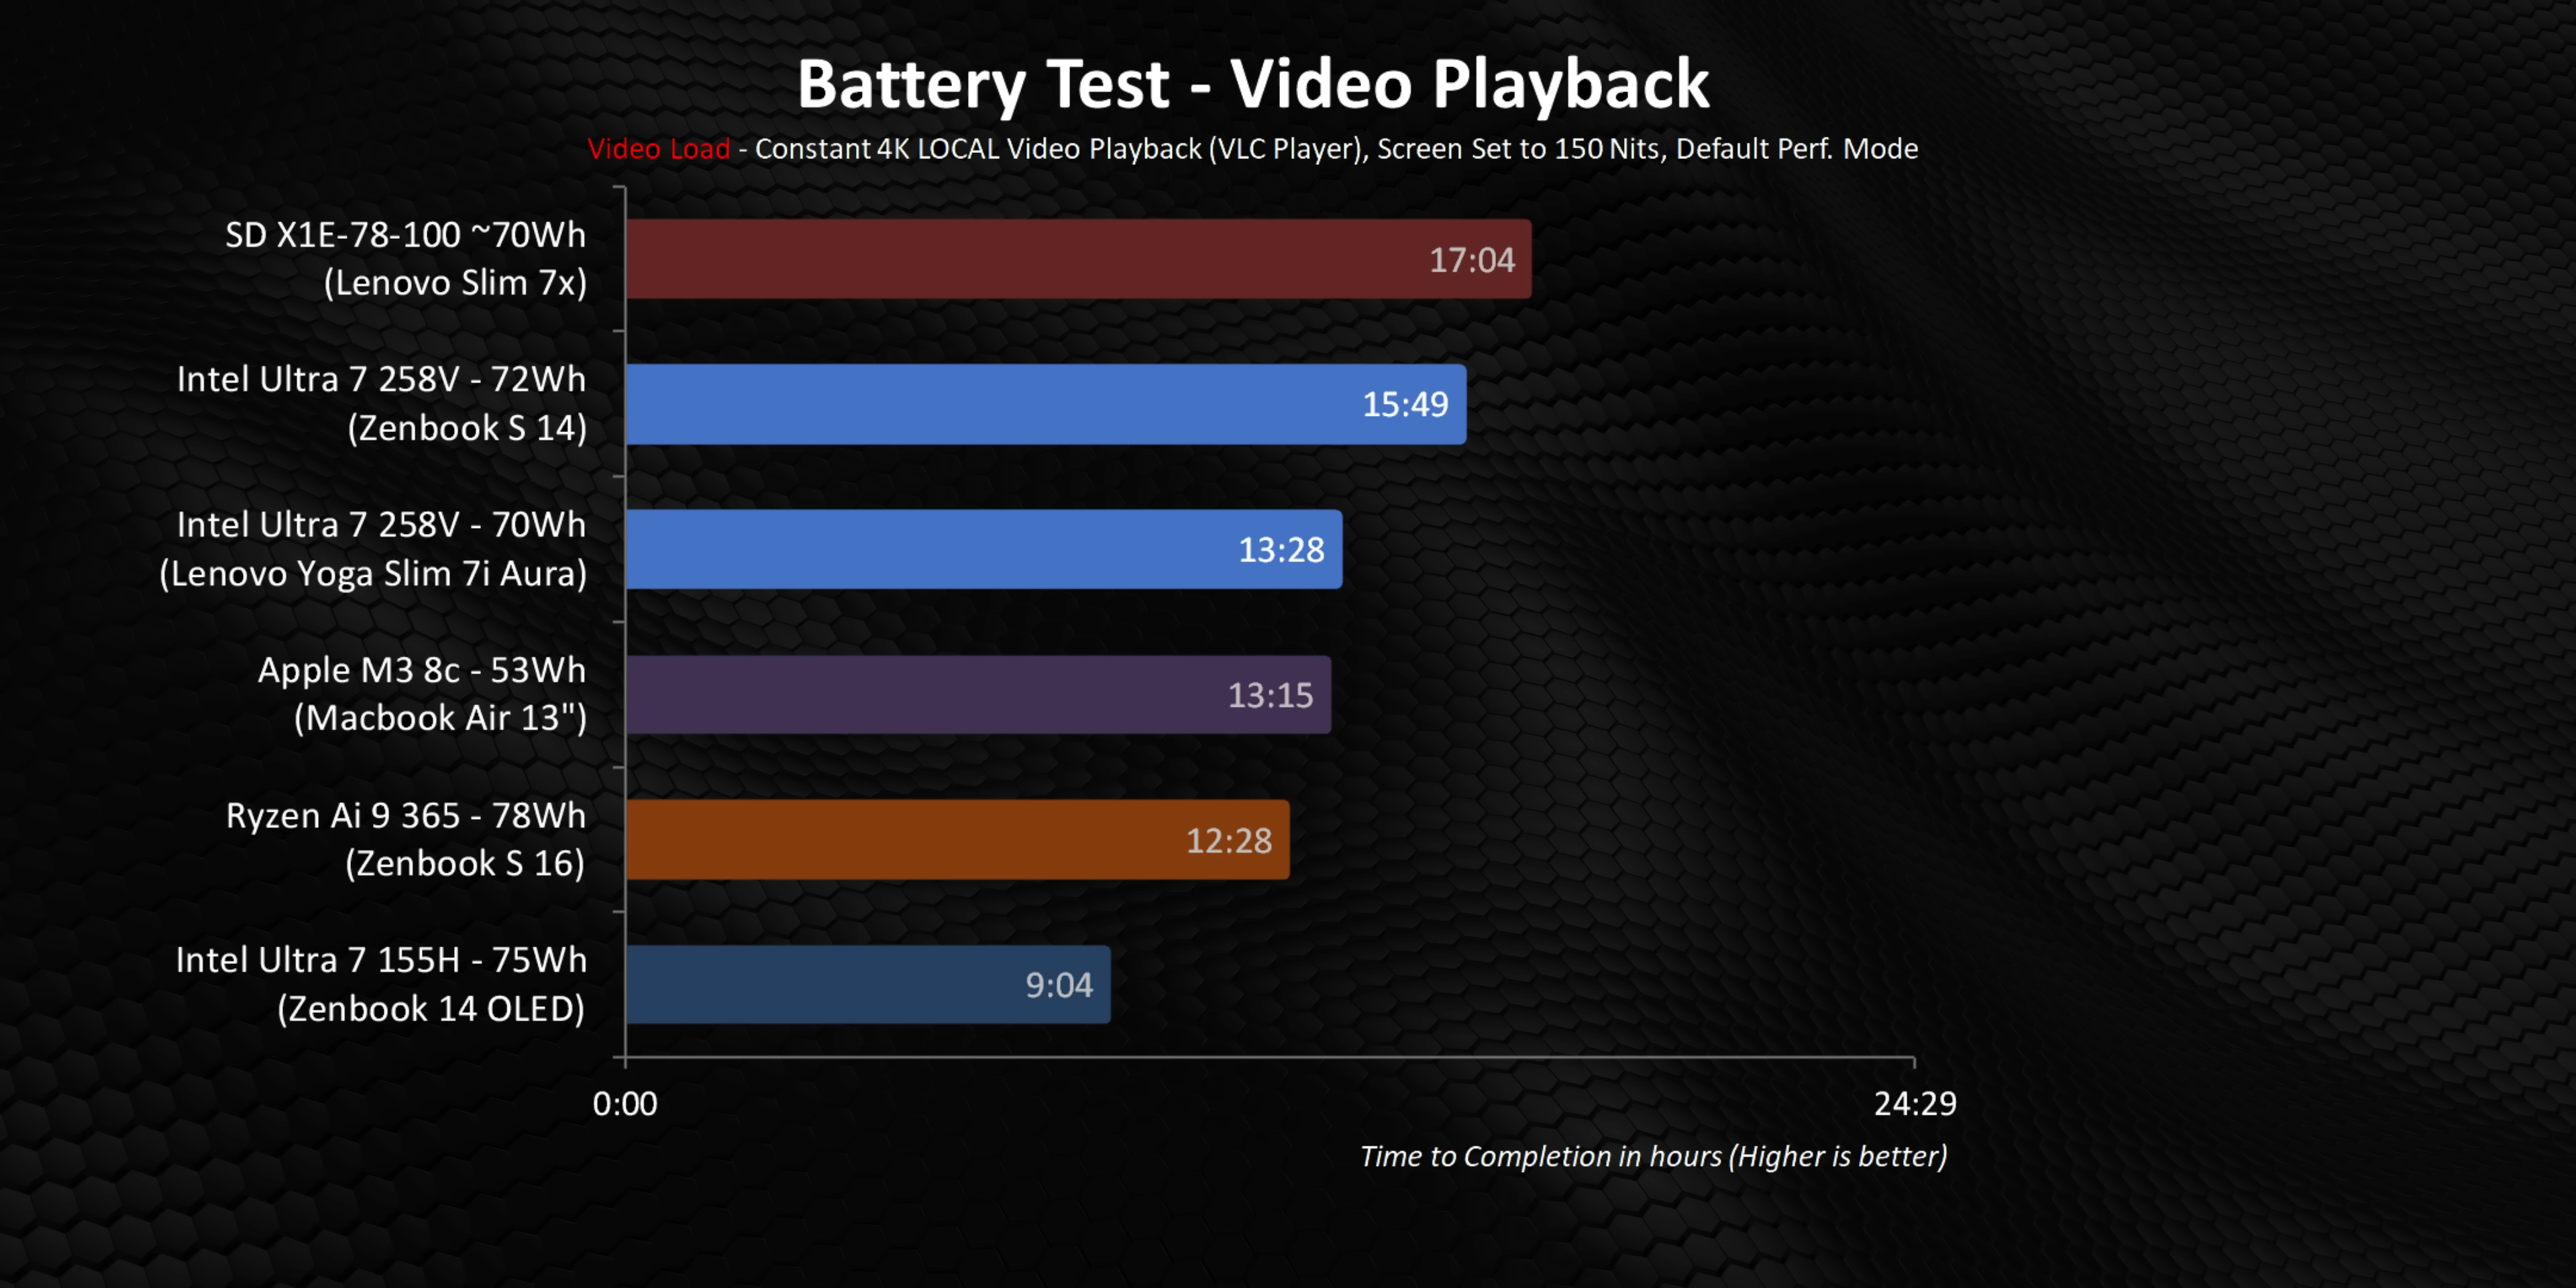 Battery Test - Video Playback
Video Load - Constant 4K LOCAL Video Playback (VLC Player), Screen Set to 150 Nits, Default Perf. Mode
SD X1E-78-100 ~70Wh
(Lenovo Slim 7x)
17:04
Intel Ultra 7 258V - 72Wh
(Zenbook S 14)
15:49
Intel Ultra 7 258V - 70Wh
(Lenovo Yoga Slim 7i Aura)
13:28
Apple M3 8c - 53Wh
(Macbook Air 13")
13:15
Ryzen Ai 9 365 - 78Wh
(Zenbook S 16)
12:28
Intel Ultra 7 155H - 75Wh
(Zenbook 14 OLED)
9:04
0:00
24:29
Time to Completion in hours (Higher is better)